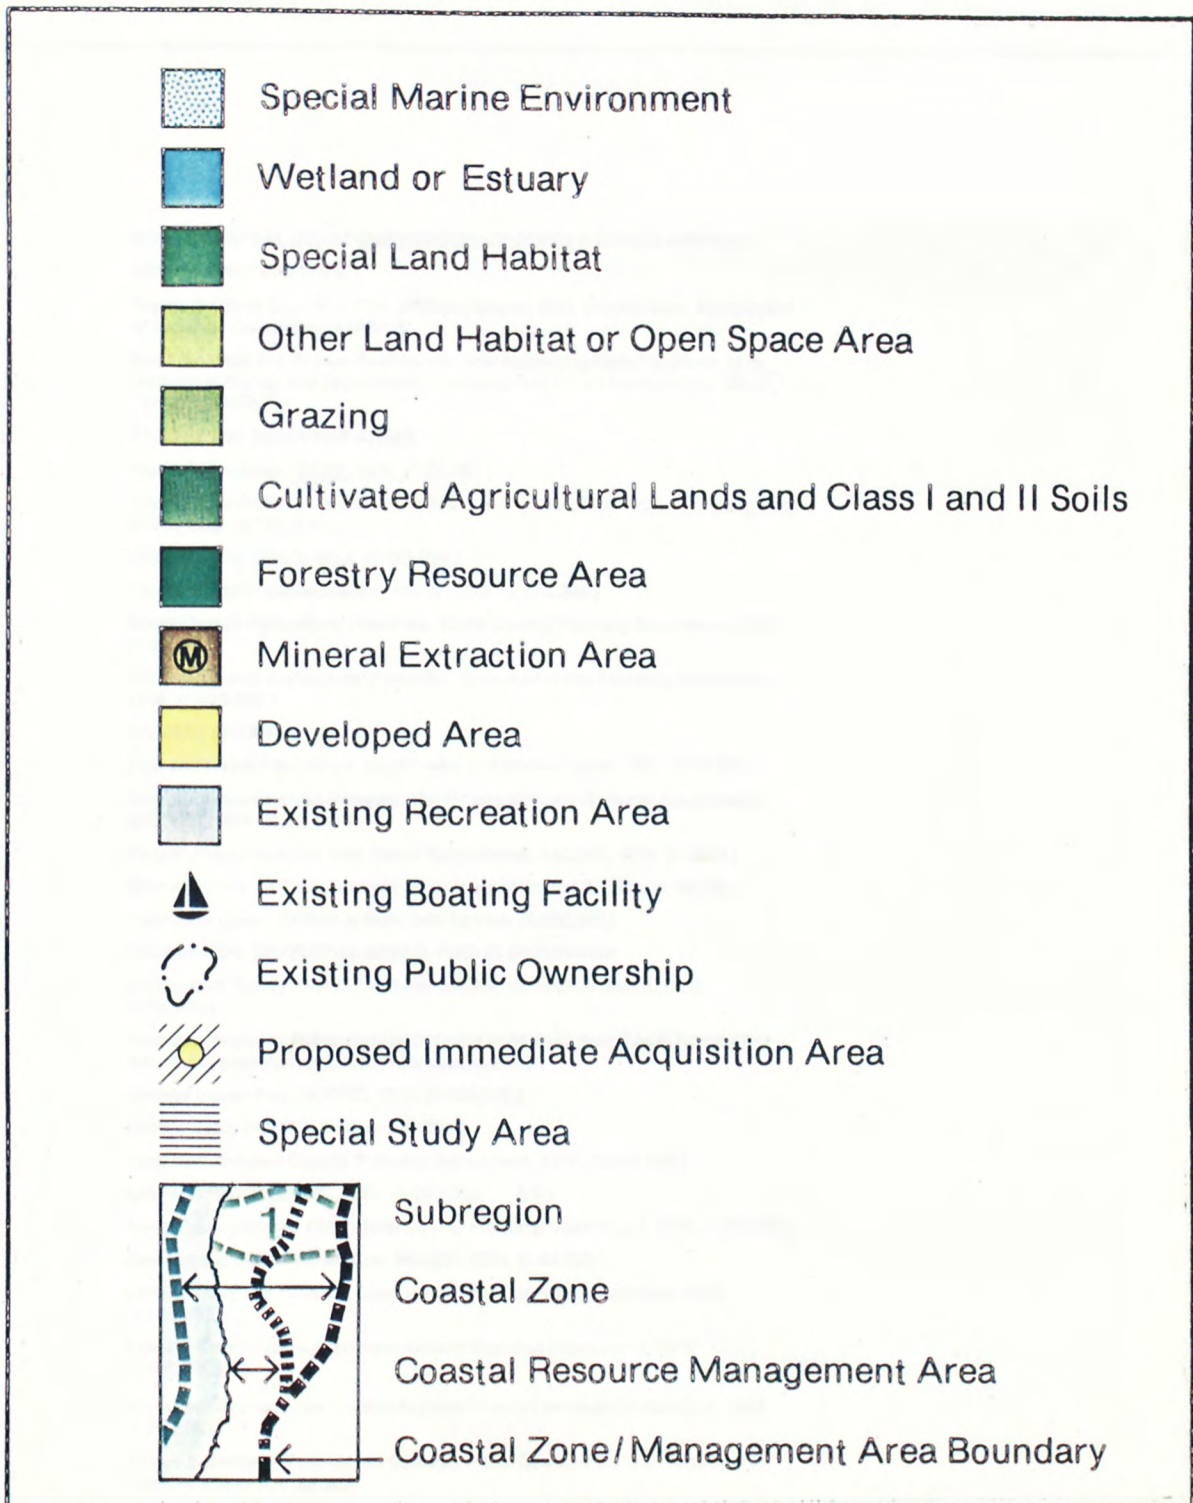 Special Marine Environment
Wetland or Estuary
Special Land Habitat
Other Land Habitat or Open Space Area
Grazing
Cultivated Agricultural Lands and Class I and II Soils
Forestry Resource Area
M Mineral Extraction Area
Developed Area
Existing Recreation Area
Existing Boating Facility
Existing Public Ownership
Proposed Immediate Acquisition Area
Special Study Area
1 Subregion
Coastal Zone
Coastal Resource Management Area
Coastal Zone/Management Area Boundary